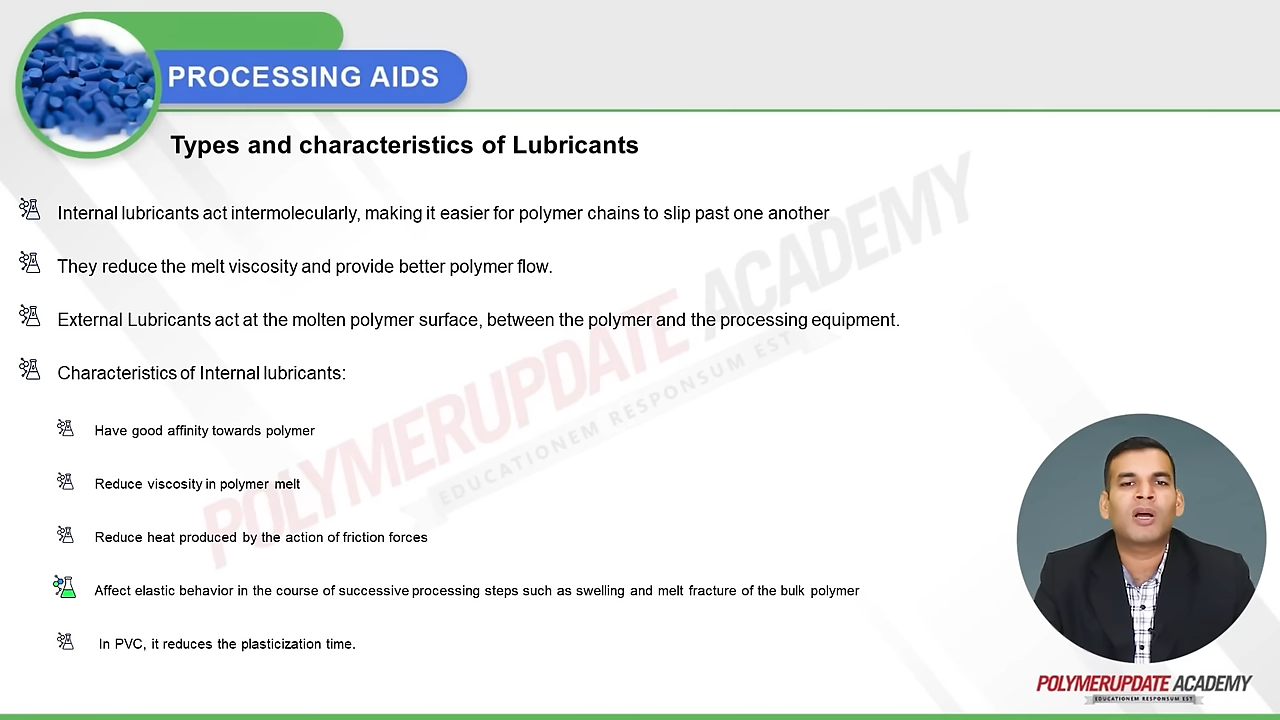 PROCESSING AIDS
Types and characteristics of Lubricants
Internal lubricants act intermolecularly, making it easier for polymer chains to slip past one another
They reduce the melt viscosity and provide better polymer flow.
External Lubricants act at the molten polymer surface, between the polymer and the processing equipment.
Characteristics of Internal lubricants:
Have good affinity towards polymer
Reduce viscosity in polymer melt
Reduce heat produced by the action of friction forces
Affect elastic behavior in the course of successive processing steps such as swelling and melt fracture of the bulk polymer
In PVC, it reduces the plasticization time.
POLYMERUPDATE ACADEMY
EDUCATIONEM RESPONSUM EST
POLYMERUPDATE ACADEMY
EDUCATIONEM RESPONSUM EST